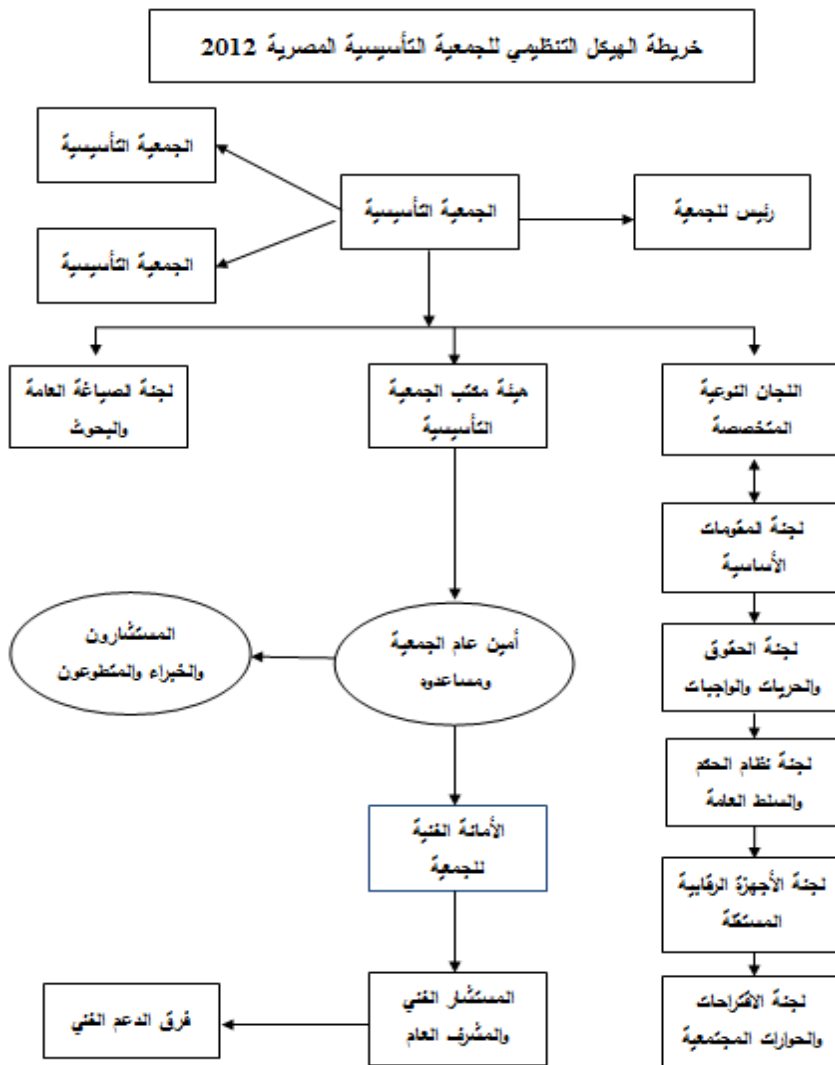 خريطة الهيكل التنظيمي للجمعية التأسيسية المصرية 2012
الجمعية التأسيسية
الجمعية التأسيسية
رئيس للجمعية
الجمعية التأسيسية
اللجان النوعية
المتخصصة
هيئة مكتب الجمعية
التأسيسية
لجنة الصياغة العامة
والبحوث
لجنة المقومات
الأساسية
لجنة الحقوق
والحريات والواجبات
أمين عام الجمعية
ومساعدوه
المستشارون
والخبراء والمتطوعون
لجنة نظام الحكم
والسلط العامة
الأمانة الفنية
للجمعية
لجنة الأجهزة الرقابية
المستقلة
لجنة الاقتراحات
والحوارات المجتمعية
المستشار الفني
والمشرف العام
فرق الدعم الفني